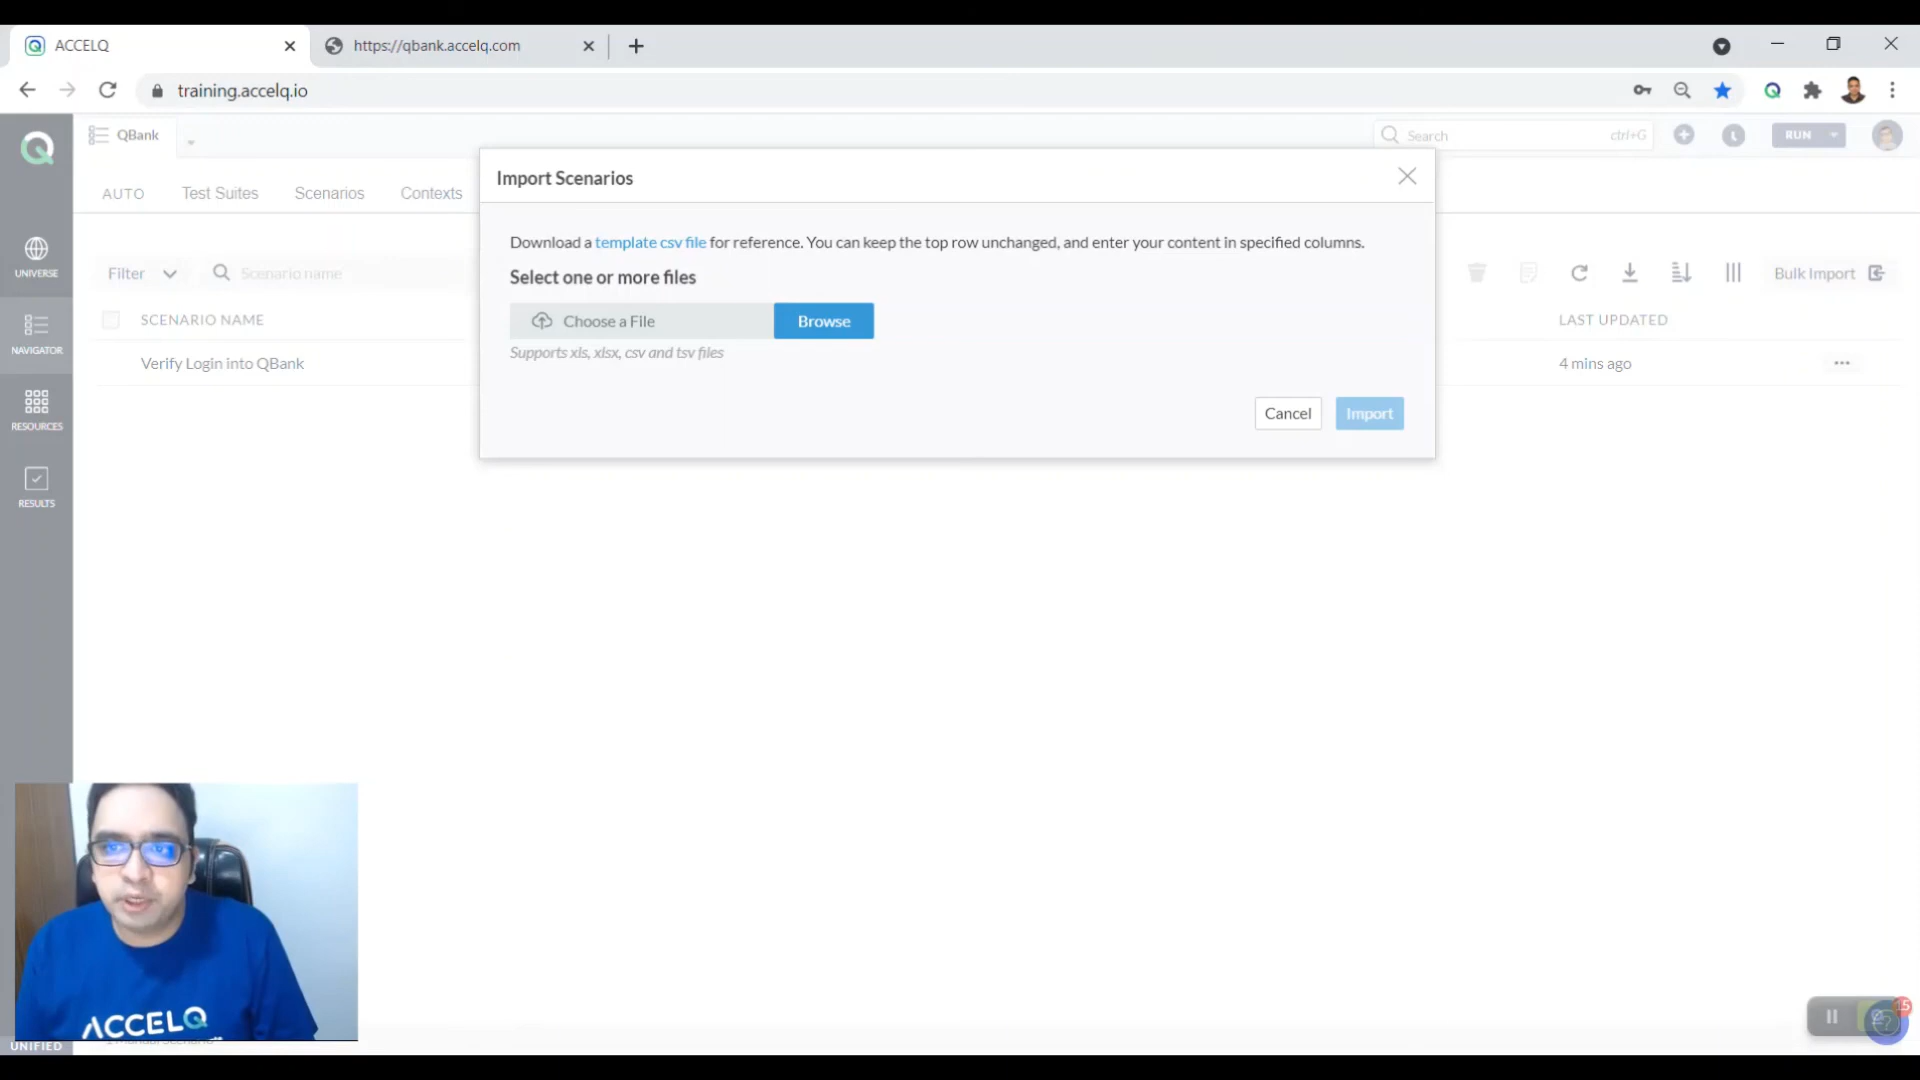 ACCELQ
https://qbank.accelq.com
training.accelq.io
QBank
Search
ctrl+G
RUN
Import Scenarios
AUTO
Test Suites
Scenarios
Contexts
Download a template csv file for reference. You can keep the top row unchanged, and enter your content in specified columns.
Select one or more files
Filter
Scenario name
Bulk Import
Choose a File
Browse
Supports xls, xlsx, csv and tsv files
SCENARIO NAME
LAST UPDATED
Verify Login into QBank
4 mins ago
Cancel
Import
UNIVERSE
NAVIGATOR
RESOURCES
RESULTS
ACCELQ
UNIFIED